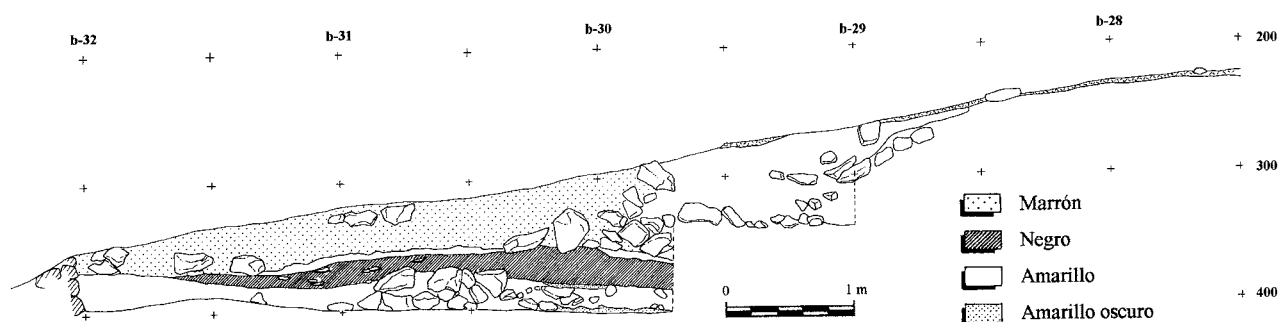 b-32 b-31 b-30 b-29 b-28
200
300
Marrón
Negro
Amarillo
Amarillo oscuro
0 1 m
400